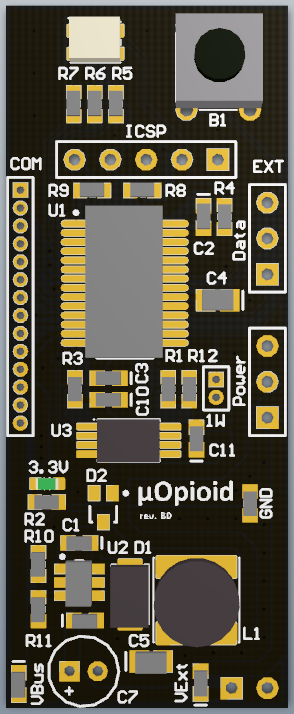 R7 R6 R5
B1
ICSP
COM
EXT
R9 R8 R4
U1
C2
Data
C4
R3 C3 R1 R12
C10
Power
U3
1W
C11
3.3V
D2
µOpioid
rev. BD
R2
GND
R10 C1
U2 D1
R11
C5
L1
VBus
+
C7
VExt